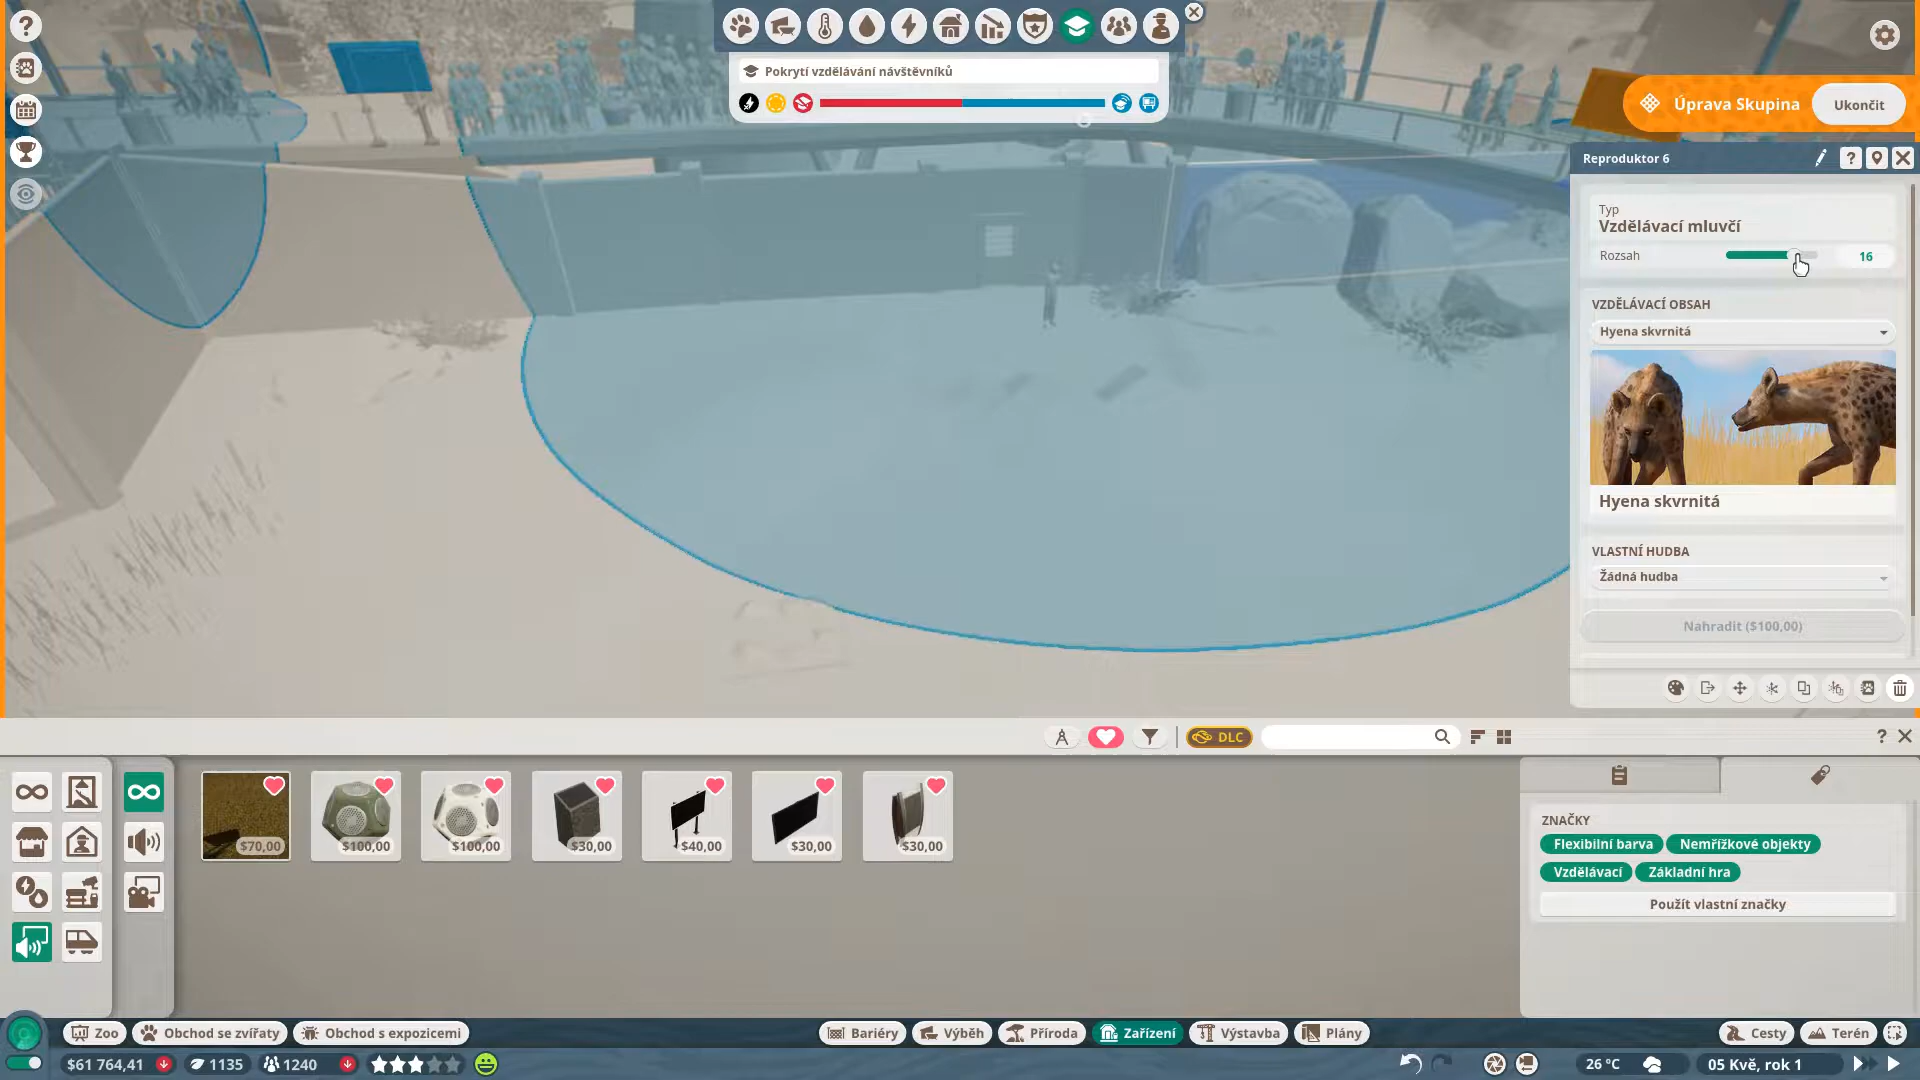 Pokrytí vzdělávání návštěvníků
Úprava Skupina
Ukončit
Reproduktor 6
Typ
Vzdělávací mluvčí
Rozsah
16
VZDĚLÁVACÍ OBSAH
Hyena skvrnitá
Hyena skvrnitá
VLASTNÍ HUDBA
Žádná hudba
Nahradit ($100,00)
DLC
$70,00
$100,00
$100,00
$30,00
$40,00
$30,00
$30,00
ZNAČKY
Flexibilní barva
Nemřížkové objekty
Vzdělávací
Základní hra
Použít vlastní značky
Zoo
Obchod se zvířaty
Obchod s expozicemi
Bariéry
Výběh
Příroda
Zařízení
Výstavba
Plány
Cesty
Terén
$61 764,41
1135
1240
26 °C
05 Kvě, rok 1